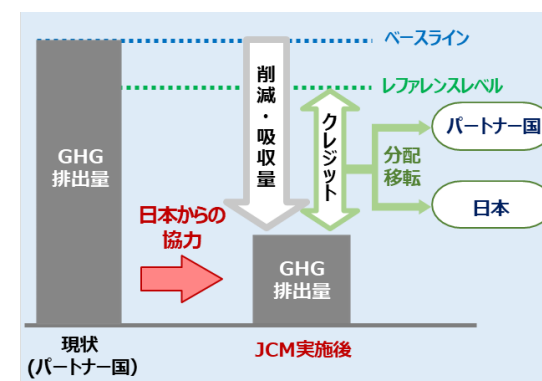 ベースライン
レファレンスレベル
削減・吸収量
クレジット
パートナー国
分配
移転
日本
GHG
排出量
日本からの
協力
GHG
排出量
現状
(パートナー国)
JCM実施後